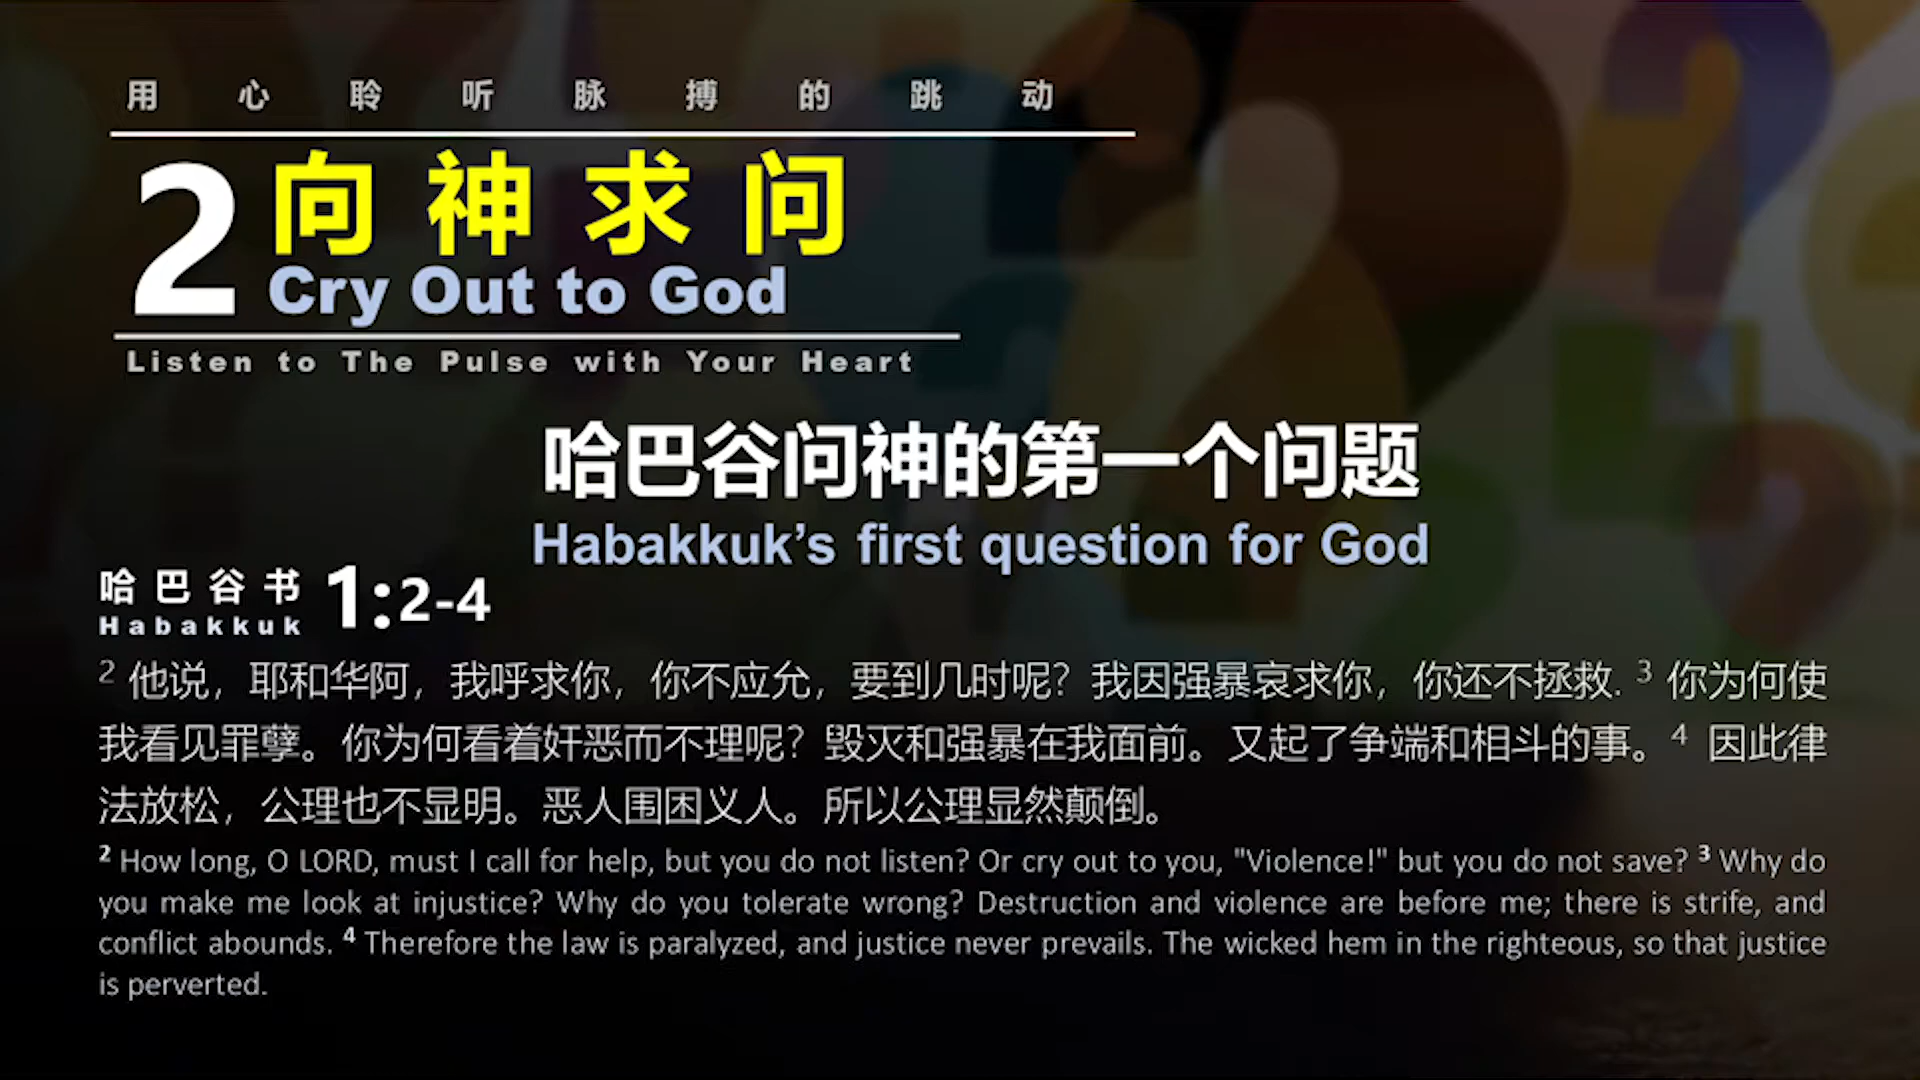 用心聆听脉搏的跳动
2 向神求问
Cry Out to God
Listen to The Pulse with Your Heart
哈巴谷问神的第一个问题
Habakkuk’s first question for God
哈巴谷书 1:2-4
Habakkuk
2 他说，耶和华阿，我呼求你，你不应允，要到几时呢？我因强暴哀求你，你还不拯救. 3 你为何使
我看见罪孽。你为何看着奸恶而不理呢？毁灭和强暴在我面前。又起了争端和相斗的事。4 因此律
法放松，公理也不显明。恶人围困义人。所以公理显然颠倒。
2 How long, O LORD, must I call for help, but you do not listen? Or cry out to you, "Violence!" but you do not save? 3 Why do
you make me look at injustice? Why do you tolerate wrong? Destruction and violence are before me; there is strife, and
conflict abounds. 4 Therefore the law is paralyzed, and justice never prevails. The wicked hem in the righteous, so that justice
is perverted.